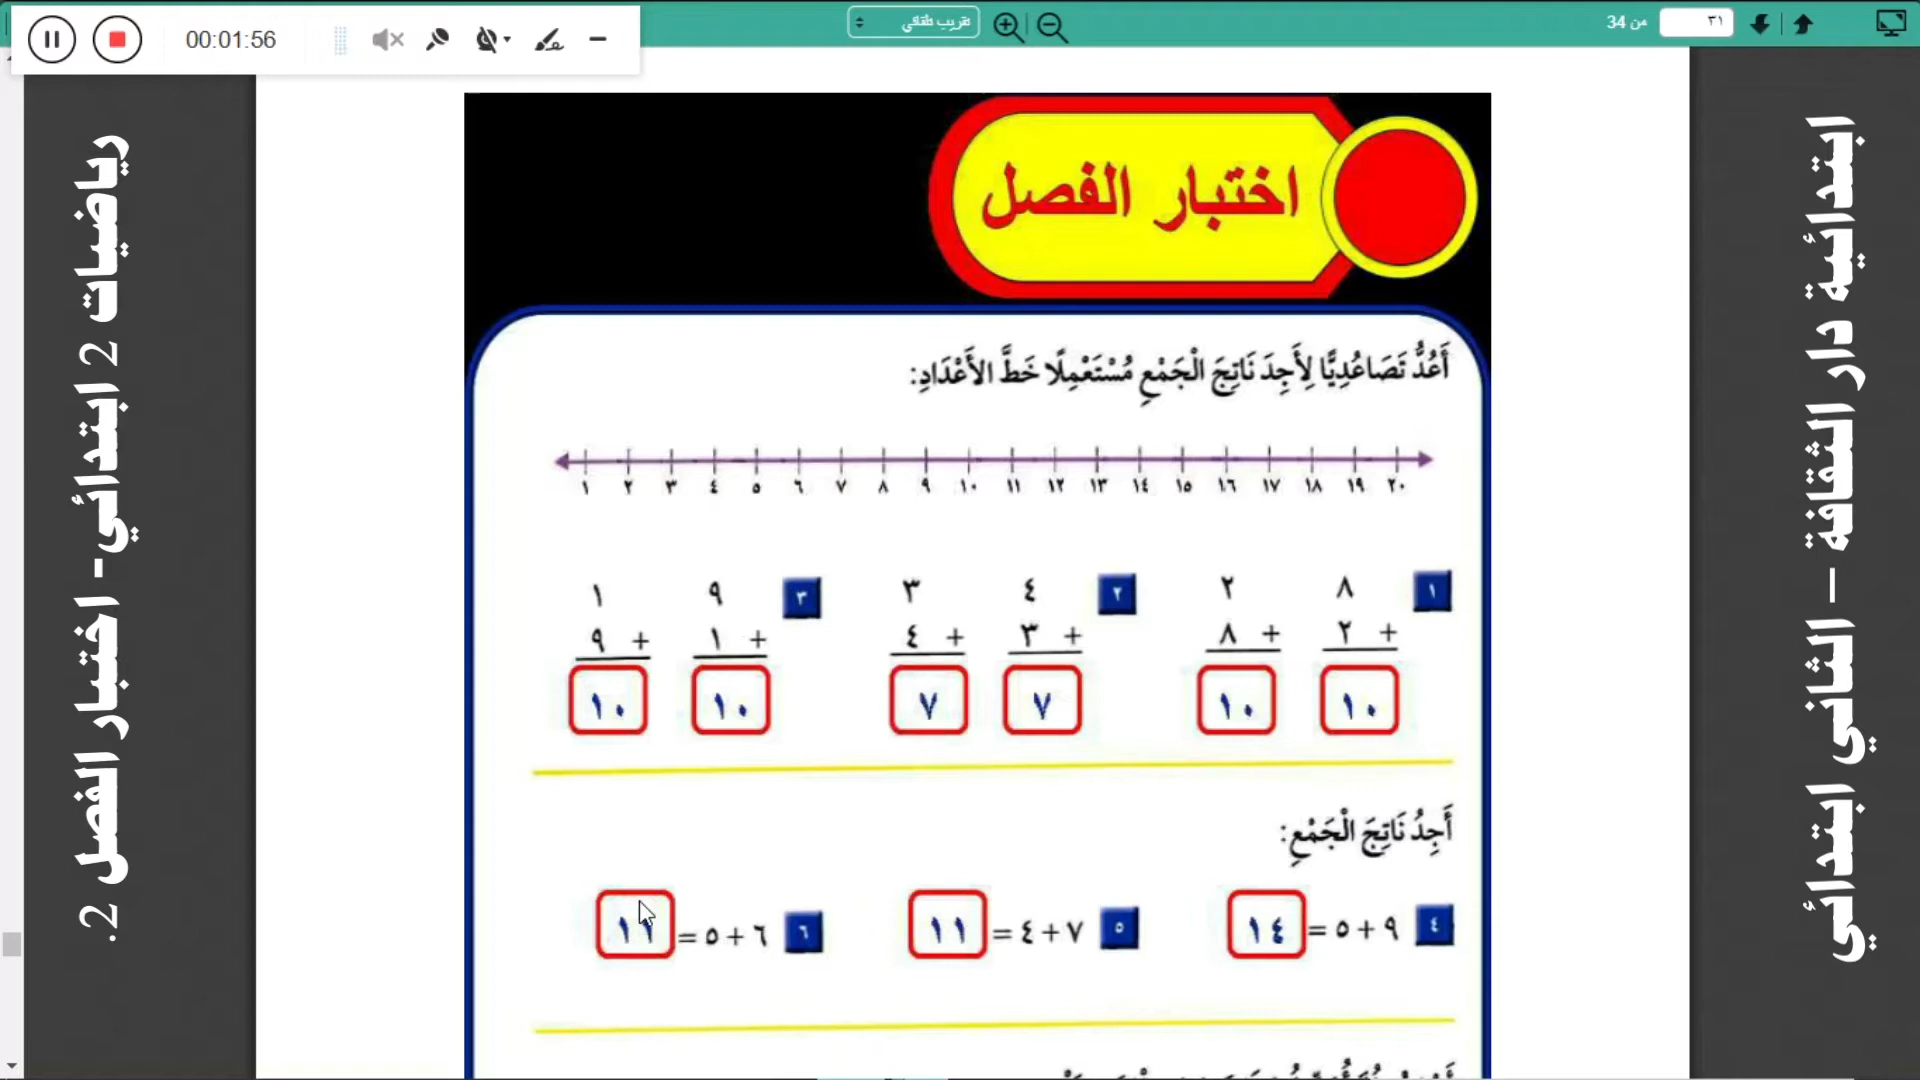 00:01:56
تقريب تلقائي
٣١
من 34
ابتدائية دار الثقافة – الثاني ابتدائي
رياضيات 2 ابتدائي- اختبار الفصل 2.
اختبار الفصل
أَعُدُّ تَصَاعُدِيًّا لِأَجِدَ نَاتِجَ الْجَمْعِ مُسْتَعْمِلًا خَطَّ الأَعْدَادِ:
١ ٢ ٣ ٤ ٥ ٦ ٧ ٨ ٩ ١٠ ١١ ١٢ ١٣ ١٤ ١٥ ١٦ ١٧ ١٨ ١٩ ٢٠
١ ٨ ٢ ٢ ٤ ٣ ٣ ٩ ١
+ ٢ + ٨ + ٣ + ٤ + ١ + ٩
١٠ ١٠ ٧ ٧ ١٠ ١٠
أَجِدُ نَاتِجَ الْجَمْعِ:
٤ ٩ + ٥ = ١٤ ٥ ٧ + ٤ = ١١ ٦ ٦ + ٥ = ١١